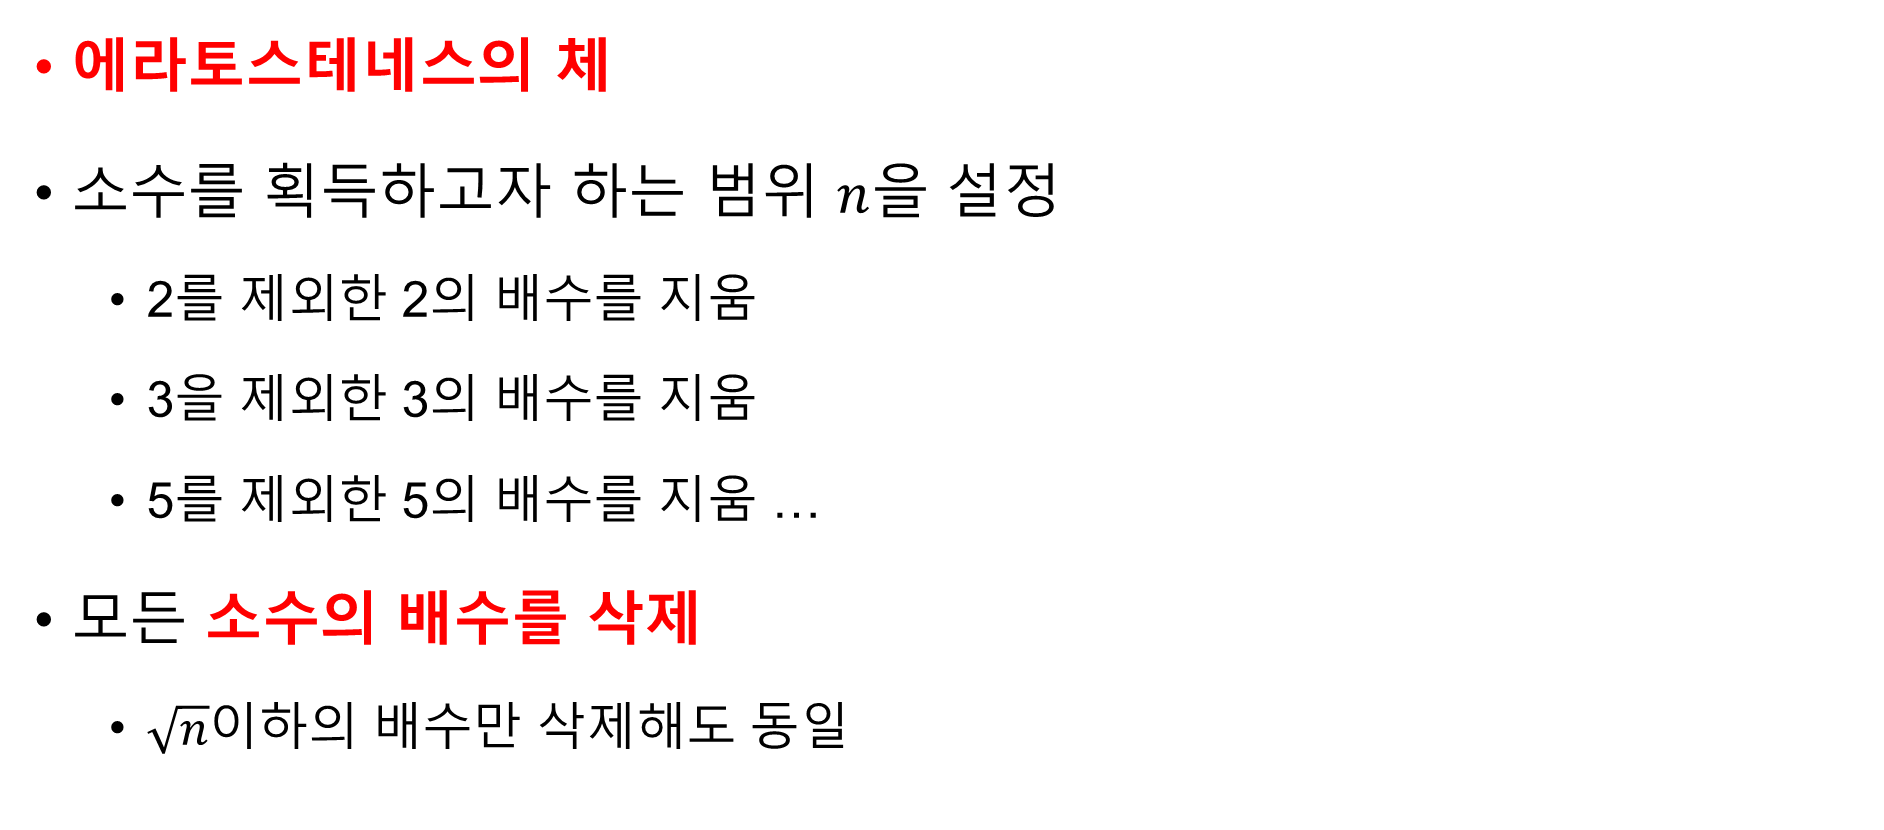 • 에라토스테네스의 체
• 소수를 획득하고자 하는 범위 n을 설정
• 2를 제외한 2의 배수를 지움
• 3을 제외한 3의 배수를 지움
• 5를 제외한 5의 배수를 지움 …
• 모든 소수의 배수를 삭제
• √n이하의 배수만 삭제해도 동일